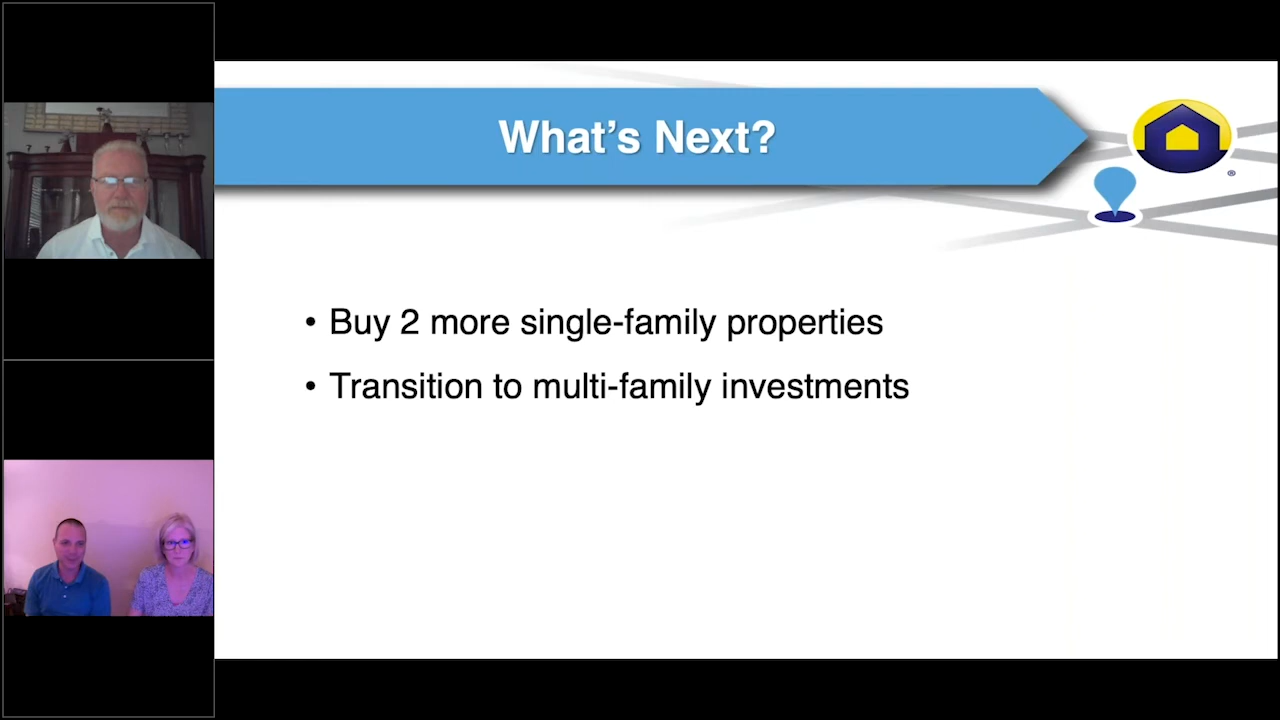 What’s Next?
• Buy 2 more single-family properties
• Transition to multi-family investments
®